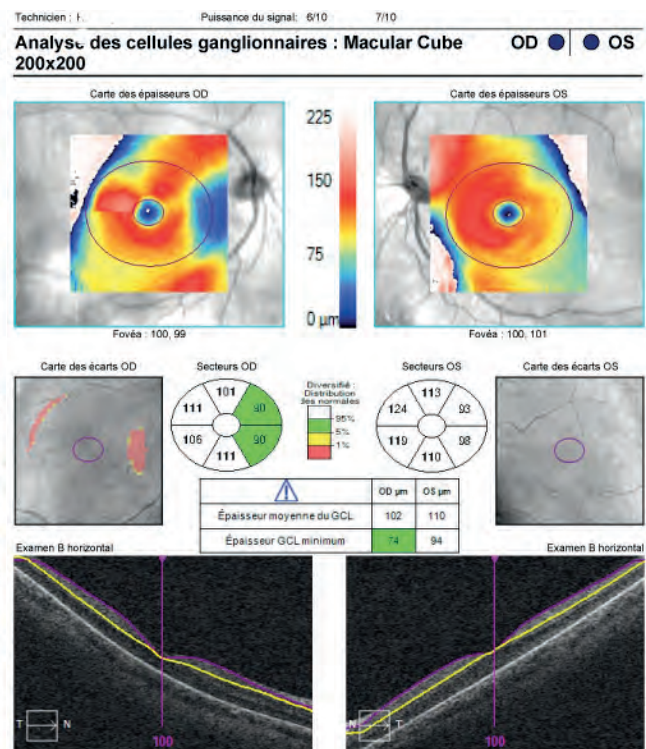 Technicien :
Puissance du signal: 6/10 7/10
Analyse des cellules ganglionnaires : Macular Cube 200x200
OD OS
Carte des épaisseurs OD
Carte des épaisseurs OS
225
150
75
0 µm
Fovéa : 100, 99
Fovéa : 100, 101
Carte des écarts OD
Secteurs OD
Secteurs OS
Carte des écarts OS
101
111 90
106 90
111
Diversifié :
Distribution
des normales
95%
5%
1%
113
124 93
119 98
110
OD µm OS µm
Épaisseur moyenne du GCL 102 110
Épaisseur GCL minimum 74 94
Examen B horizontal
Examen B horizontal
T N
100
N T
100